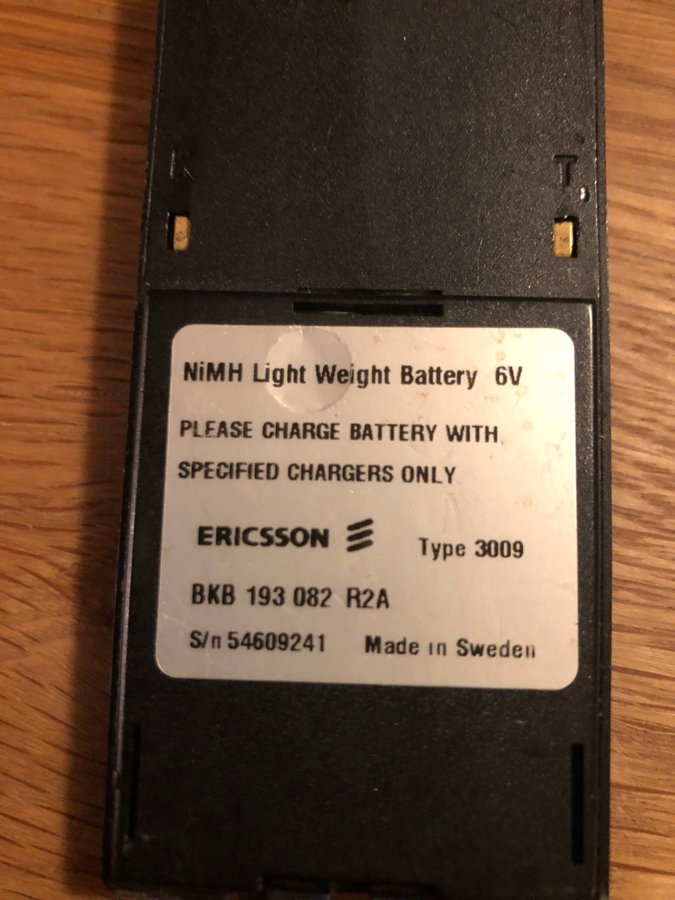 T
NiMH Light Weight Battery 6V
PLEASE CHARGE BATTERY WITH
SPECIFIED CHARGERS ONLY
ERICSSON Type 3009
BKB 193 082 R2A
S/n 54609241 Made in Sweden